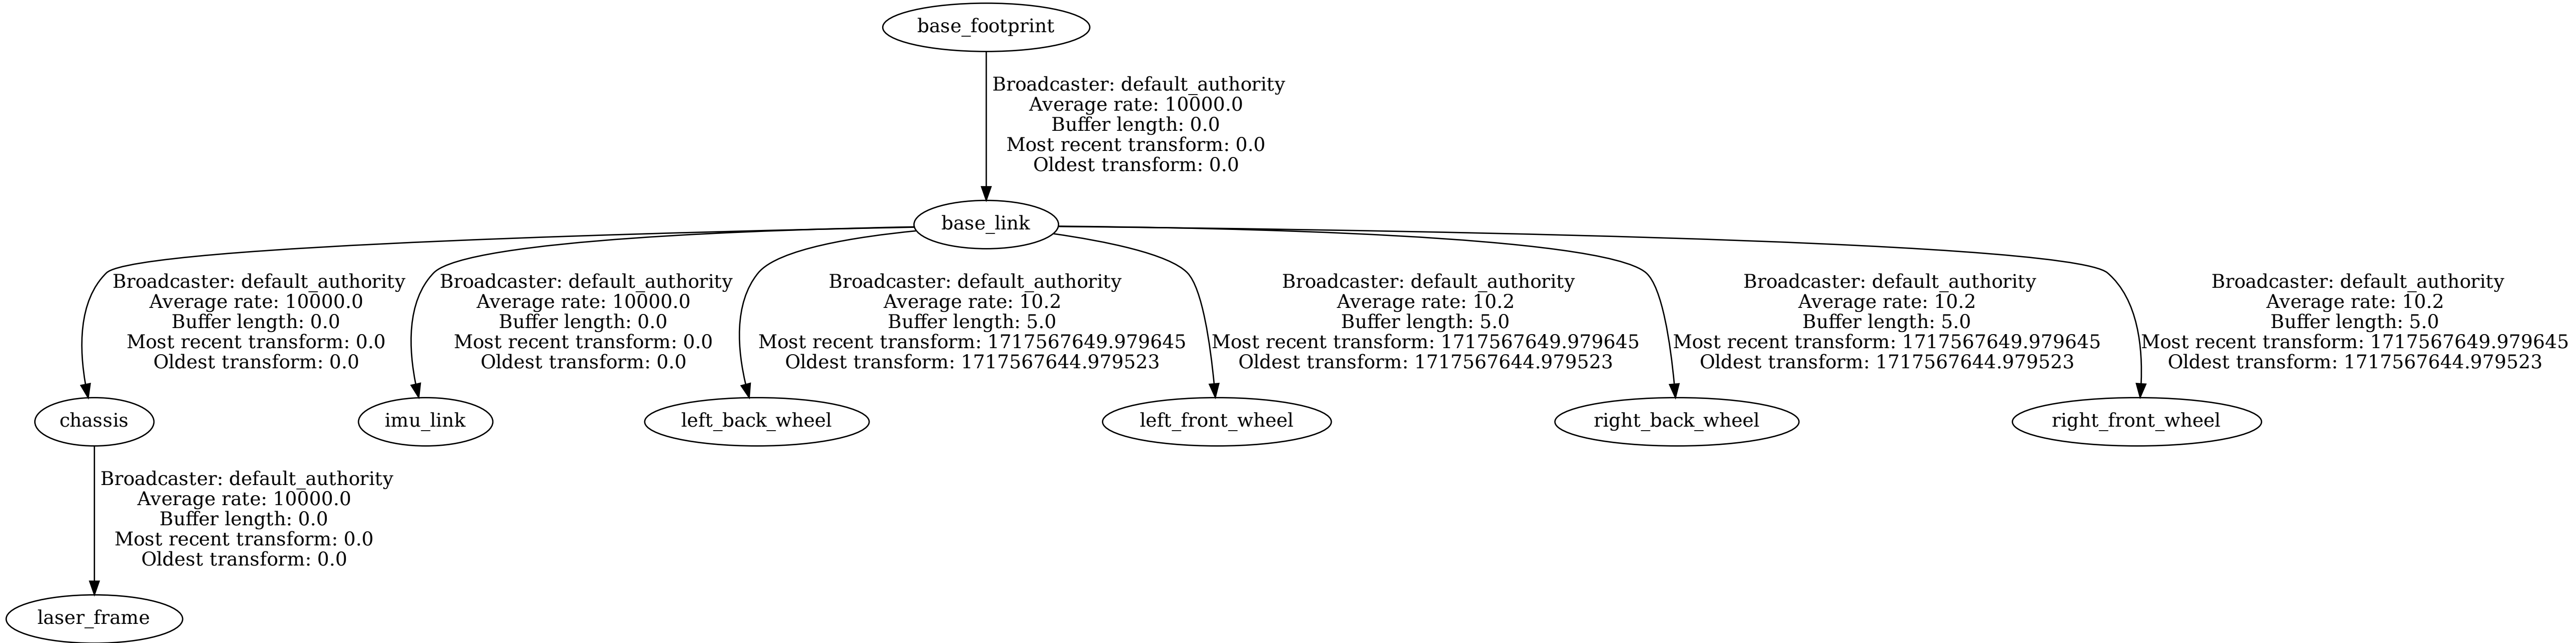 base_footprint
Broadcaster: default_authority
Average rate: 10000.0
Buffer length: 0.0
Most recent transform: 0.0
Oldest transform: 0.0
base_link
Broadcaster: default_authority
Average rate: 10000.0
Buffer length: 0.0
Most recent transform: 0.0
Oldest transform: 0.0
Broadcaster: default_authority
Average rate: 10000.0
Buffer length: 0.0
Most recent transform: 0.0
Oldest transform: 0.0
Broadcaster: default_authority
Average rate: 10.2
Buffer length: 5.0
Most recent transform: 1717567649.979645
Oldest transform: 1717567644.979523
Broadcaster: default_authority
Average rate: 10.2
Buffer length: 5.0
Most recent transform: 1717567649.979645
Oldest transform: 1717567644.979523
Broadcaster: default_authority
Average rate: 10.2
Buffer length: 5.0
Most recent transform: 1717567649.979645
Oldest transform: 1717567644.979523
Broadcaster: default_authority
Average rate: 10.2
Buffer length: 5.0
Most recent transform: 1717567649.979645
Oldest transform: 1717567644.979523
chassis
imu_link
left_back_wheel
left_front_wheel
right_back_wheel
right_front_wheel
Broadcaster: default_authority
Average rate: 10000.0
Buffer length: 0.0
Most recent transform: 0.0
Oldest transform: 0.0
laser_frame